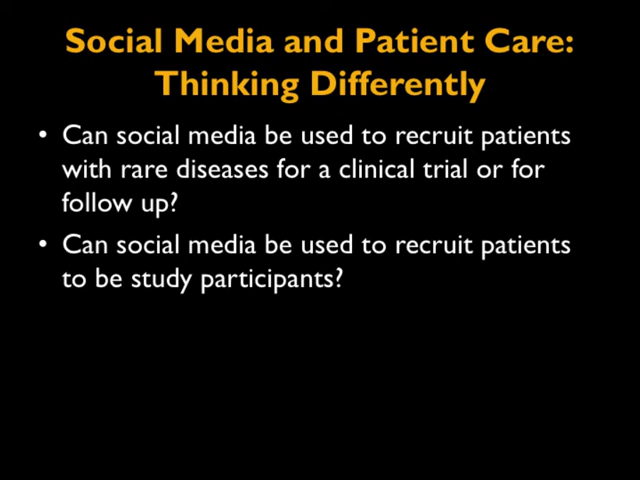 Social Media and Patient Care:
Thinking Differently
• Can social media be used to recruit patients
with rare diseases for a clinical trial or for
follow up?
• Can social media be used to recruit patients
to be study participants?